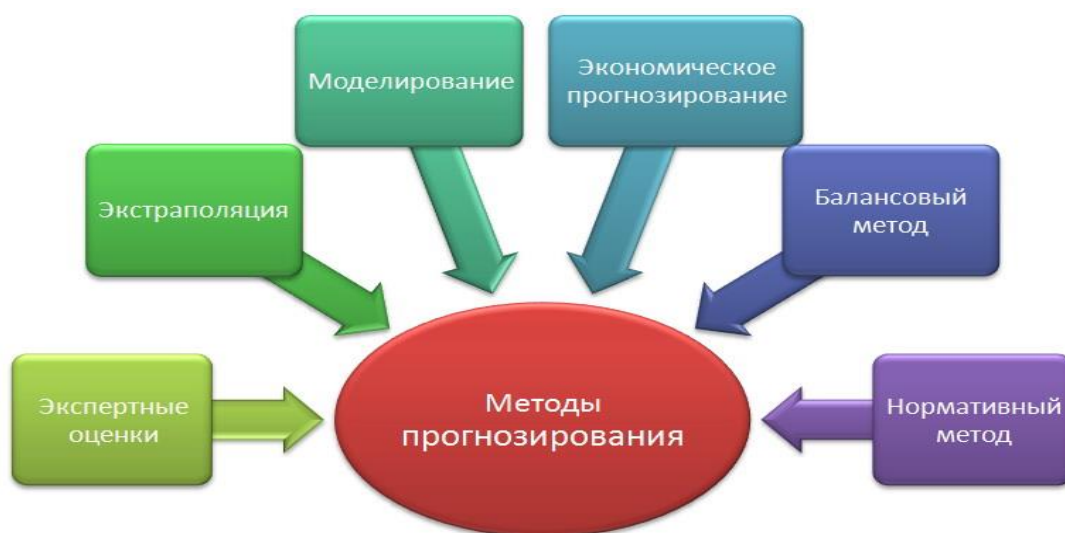 Моделирование
Экономическое
прогнозирование
Экстраполяция
Балансовый
метод
Экспертные
оценки
Методы
прогнозирования
Нормативный
метод